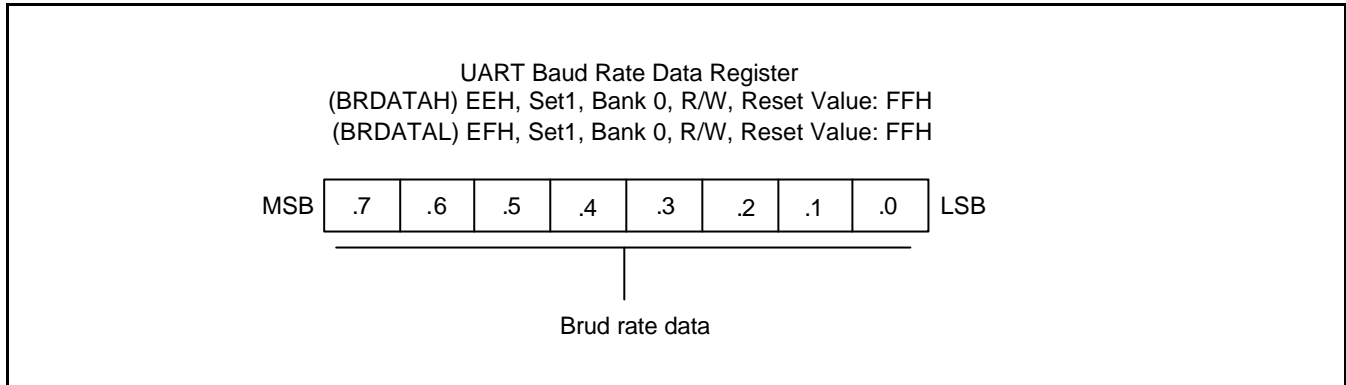 UART Baud Rate Data Register
(BRDATAH) EEH, Set1, Bank 0, R/W, Reset Value: FFH
(BRDATAL) EFH, Set1, Bank 0, R/W, Reset Value: FFH
MSB .7 .6 .5 .4 .3 .2 .1 .0 LSB
Brud rate data